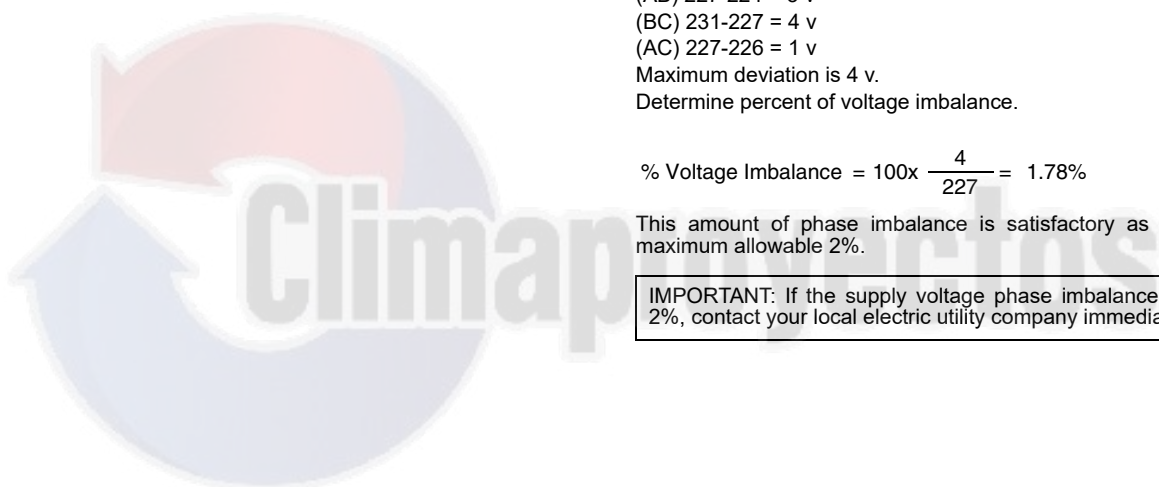 (BC) 231-227 = 4 v
(AC) 227-226 = 1 v
Maximum deviation is 4 v.
Determine percent of voltage imbalance.
% Voltage Imbalance = 100x 4/227 = 1.78%
This amount of phase imbalance is satisfactory as
maximum allowable 2%.
IMPORTANT: If the supply voltage phase imbalance
2%, contact your local electric utility company
Climaproyectos